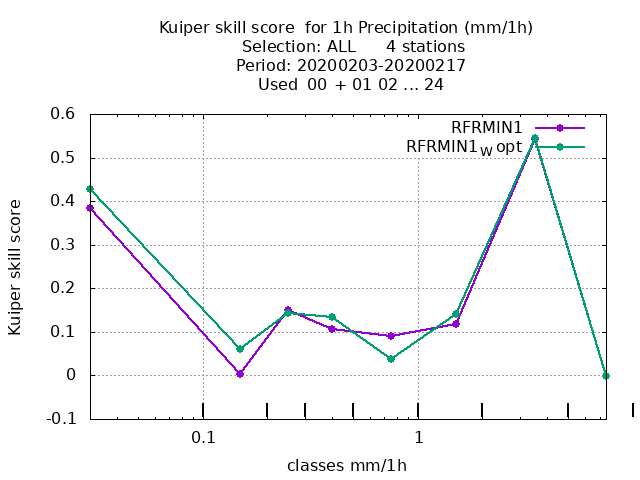 Kuiper skill score  for 1h Precipitation (mm/1h)
Selection: ALL      4 stations
Period: 20200203-20200217
Used  00  + 01 02 ... 24
RFRMIN1
RFRMIN1W opt
0.6
0.5
0.4
0.3
0.2
0.1
0
-0.1
Kuiper skill score
0.1 1
classes mm/1h